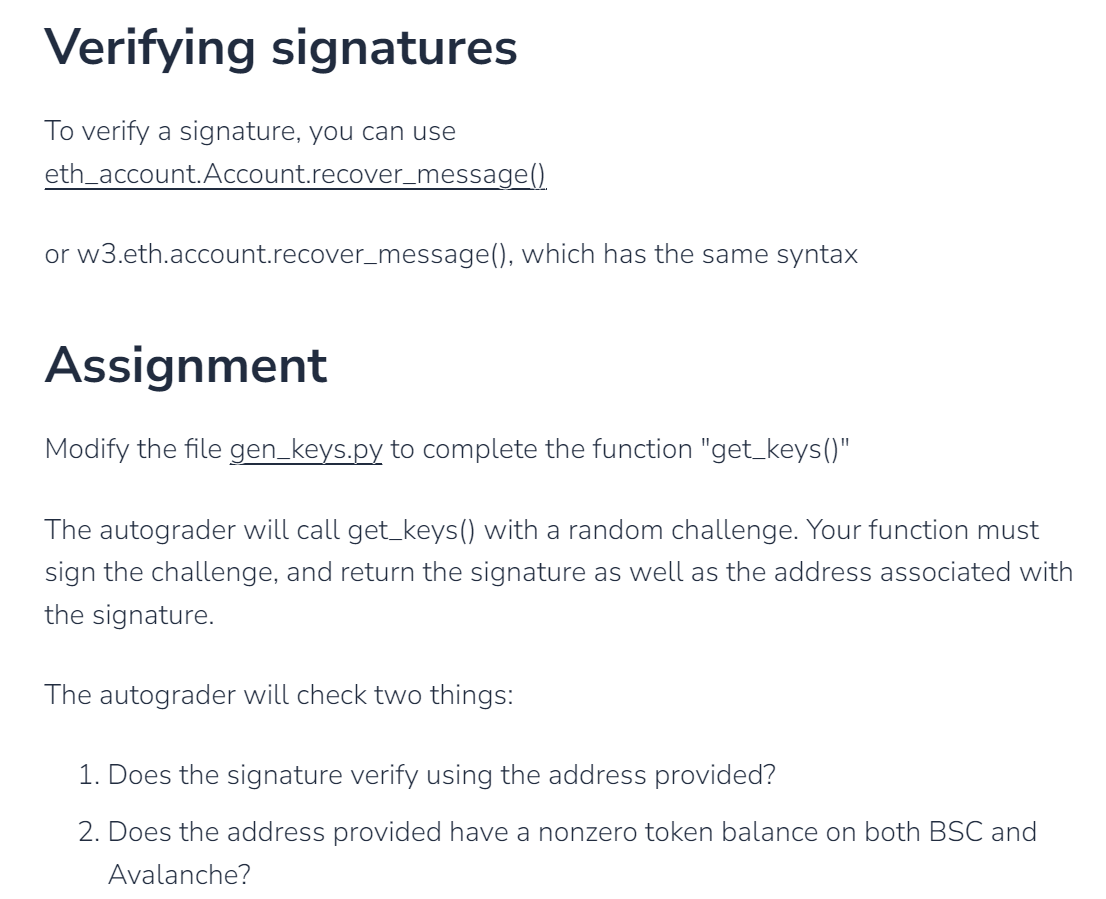 Verifying signatures
To verify a signature, you can use
eth_account.Account.recover_message()
or w3.eth.account.recover_message(), which has the same syntax
Assignment
Modify the file gen_keys.py to complete the function "get_keys()"
The autograder will call get_keys() with a random challenge. Your function must
sign the challenge, and return the signature as well as the address associated with
the signature.
The autograder will check two things:
1. Does the signature verify using the address provided?
2. Does the address provided have a nonzero token balance on both BSC and
Avalanche?